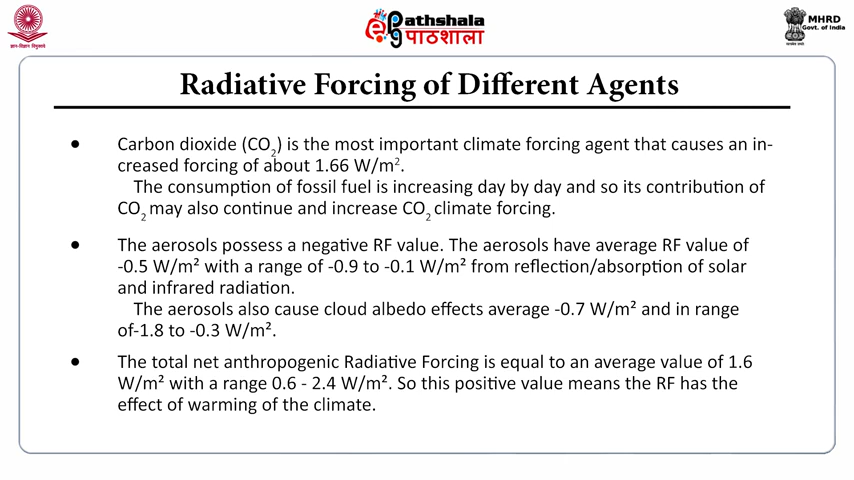 ज्ञान-विज्ञान विमुक्तये
Pathshala
पाठशाला
MHRD
Govt. of India
सत्यमेव जयते
Radiative Forcing of Different Agents
• Carbon dioxide (CO2) is the most important climate forcing agent that causes an in-
creased forcing of about 1.66 W/m².
The consumption of fossil fuel is increasing day by day and so its contribution of
CO2 may also continue and increase CO2 climate forcing.
• The aerosols possess a negative RF value. The aerosols have average RF value of
-0.5 W/m² with a range of -0.9 to -0.1 W/m² from reflection/absorption of solar
and infrared radiation.
The aerosols also cause cloud albedo effects average -0.7 W/m² and in range
of-1.8 to -0.3 W/m².
• The total net anthropogenic Radiative Forcing is equal to an average value of 1.6
W/m² with a range 0.6 - 2.4 W/m². So this positive value means the RF has the
effect of warming of the climate.